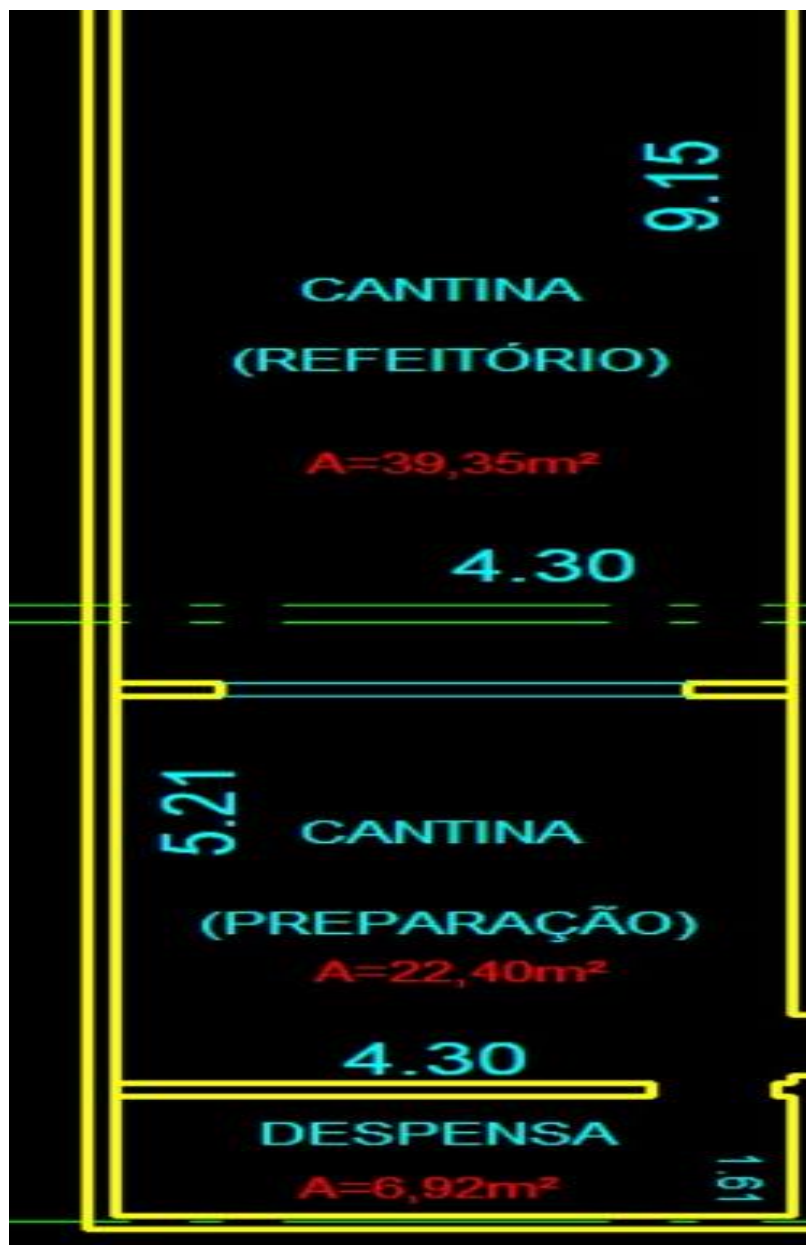 9.15
CANTINA
(REFEITÓRIO)
A=39,35m²
4.30
5.21
CANTINA
(PREPARAÇÃO)
A=22,40m²
4.30
DESPENSA
1.61
A=6,92m²